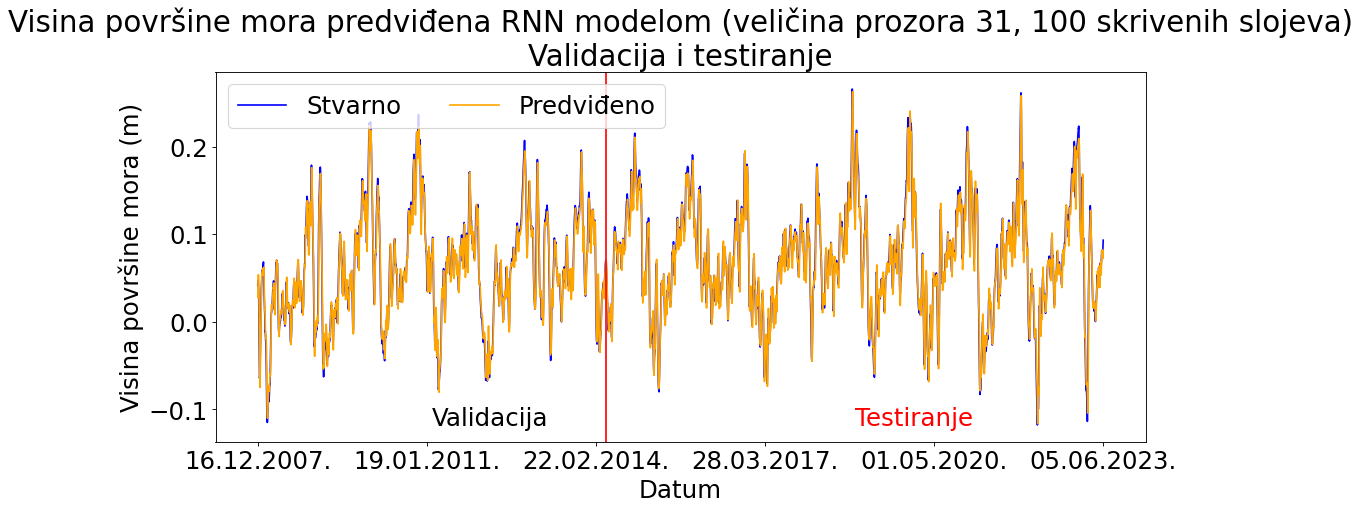 Visina površine mora predviđena RNN modelom (veličina prozora 31, 100 skrivenih slojeva)
Validacija i testiranje
Stvarno
Predviđeno
Visina površine mora (m)
0.2
0.1
0.0
−0.1
Validacija
Testiranje
16.12.2007.
19.01.2011.
22.02.2014.
28.03.2017.
01.05.2020.
05.06.2023.
Datum